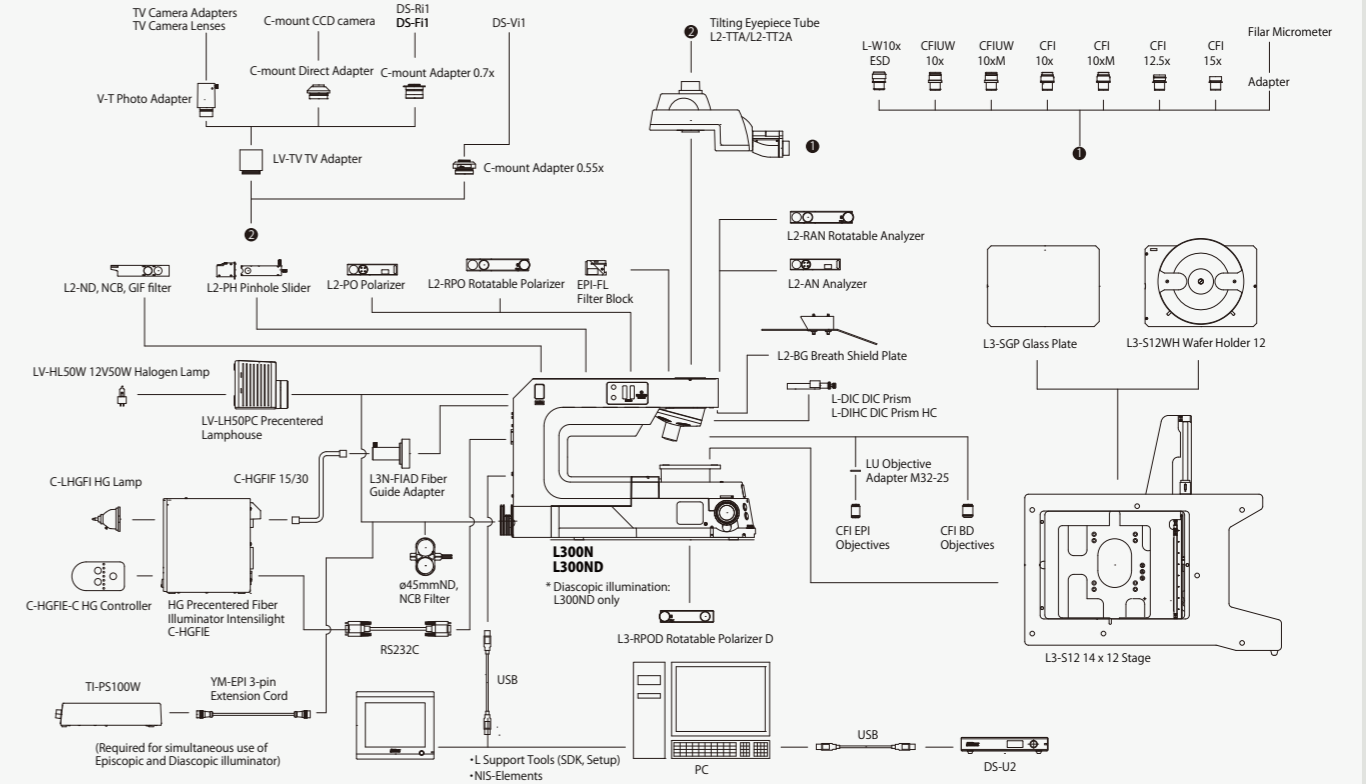 TV Camera Adapters
TV Camera Lenses
C-mount CCD camera
DS-Ri1
DS-Fi1
DS-Vi1
C-mount Direct Adapter
C-mount Adapter 0.7x
V-T Photo Adapter
LV-TV TV Adapter
C-mount Adapter 0.55x
❷
❷
Tilting Eyepiece Tube
L2-TTA/L2-TT2A
❶
L-W10x
ESD
CFIUW
10x
CFIUW
10xM
CFI
10x
CFI
10xM
CFI
12.5x
CFI
15x
Filar Micrometer
Adapter
❶
L2-ND, NCB, GIF filter
L2-PH Pinhole Slider
L2-PO Polarizer
L2-RPO Rotatable Polarizer
EPI-FL
Filter Block
L2-RAN Rotatable Analyzer
L2-AN Analyzer
L2-BG Breath Shield Plate
L-DIC DIC Prism
L-DIHC DIC Prism HC
L3-SGP Glass Plate
L3-S12WH Wafer Holder 12
LV-HL50W 12V50W Halogen Lamp
LV-LH50PC Precentered
Lamphouse
C-HGFIF 15/30
L3N-FIAD Fiber
Guide Adapter
C-LHGFI HG Lamp
C-HGFIE-C HG Controller
HG Precentered Fiber
Illuminator Intensilight
C-HGFIE
ø45mmND,
NCB Filter
RS232C
L300N
L300ND
* Diascopic illumination:
L300ND only
LU Objective
Adapter M32-25
CFI EPI
Objectives
CFI BD
Objectives
L3-RPOD Rotatable Polarizer D
L3-S12 14 x 12 Stage
TI-PS100W
YM-EPI 3-pin
Extension Cord
(Required for simultaneous use of
Episcopic and Diascopic illuminator)
USB
•L Support Tools (SDK, Setup)
•NIS-Elements
PC
USB
DS-U2